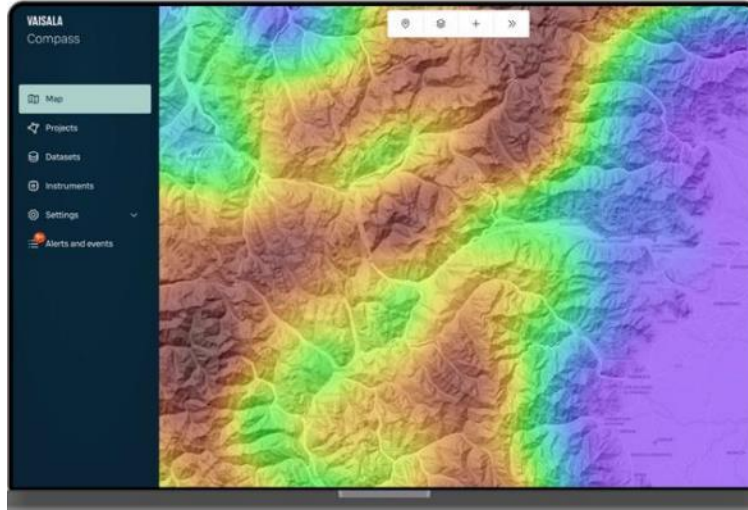 VAISALA
Compass
Map
Projects
Datasets
Instruments
Settings
Alerts and events